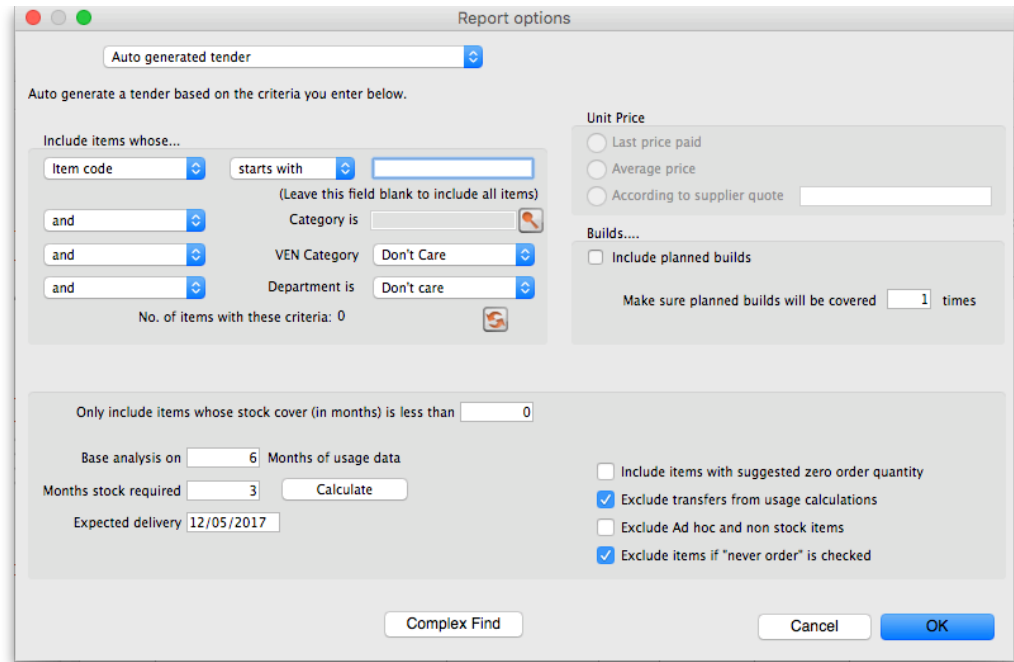 Report options
Auto generated tender
Auto generate a tender based on the criteria you enter below.
Include items whose...
Item code starts with
(Leave this field blank to include all items)
and Category is
and VEN Category Don't Care
and Department is Don't care
No. of items with these criteria: 0
Unit Price
Last price paid
Average price
According to supplier quote
Builds....
Include planned builds
Make sure planned builds will be covered 1 times
Only include items whose stock cover (in months) is less than 0
Base analysis on 6 Months of usage data
Months stock required 3 Calculate
Expected delivery 12/05/2017
Include items with suggested zero order quantity
Exclude transfers from usage calculations
Exclude Ad hoc and non stock items
Exclude items if "never order" is checked
Complex Find Cancel OK